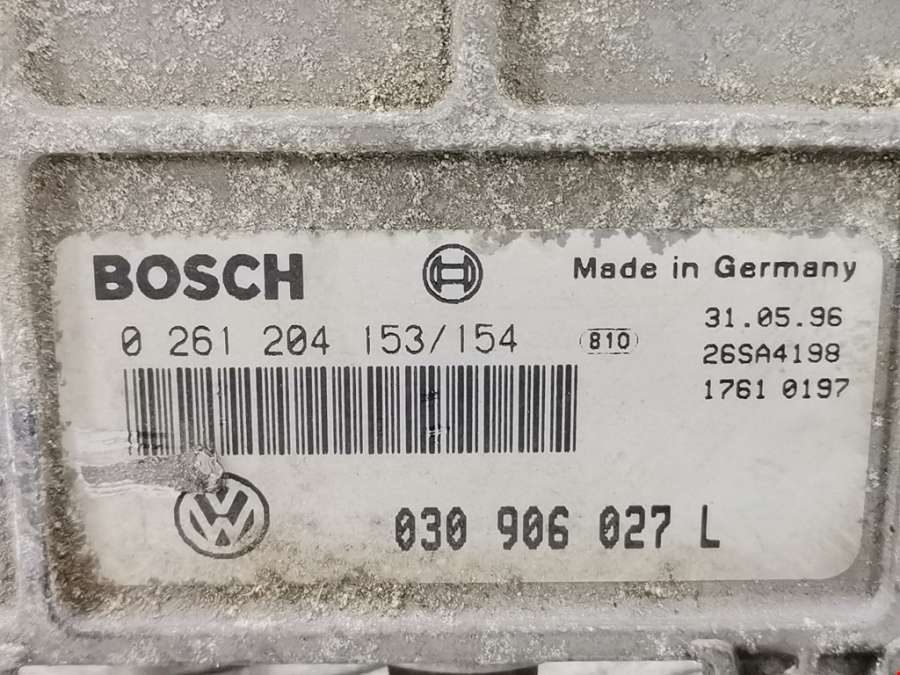 BOSCH
Made in Germany
0 261 204 153/154
810
31.05.96
26SA4198
1761 0197
VW
030 906 027 L